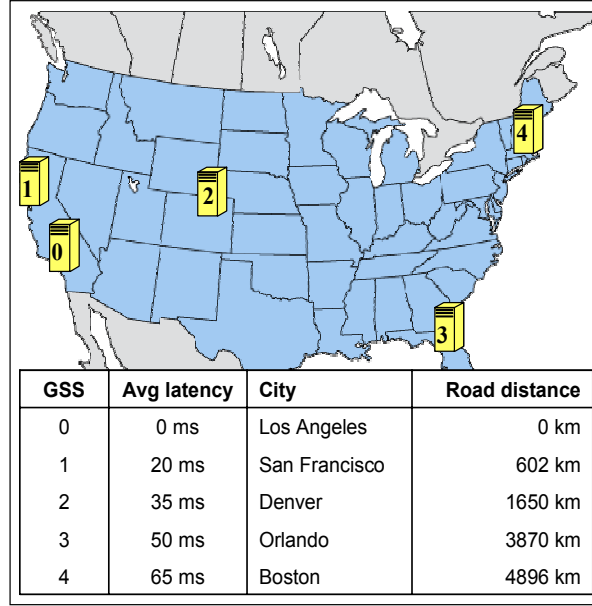 4
1
2
0
3
GSS Avg latency City Road distance
0 0 ms Los Angeles 0 km
1 20 ms San Francisco 602 km
2 35 ms Denver 1650 km
3 50 ms Orlando 3870 km
4 65 ms Boston 4896 km